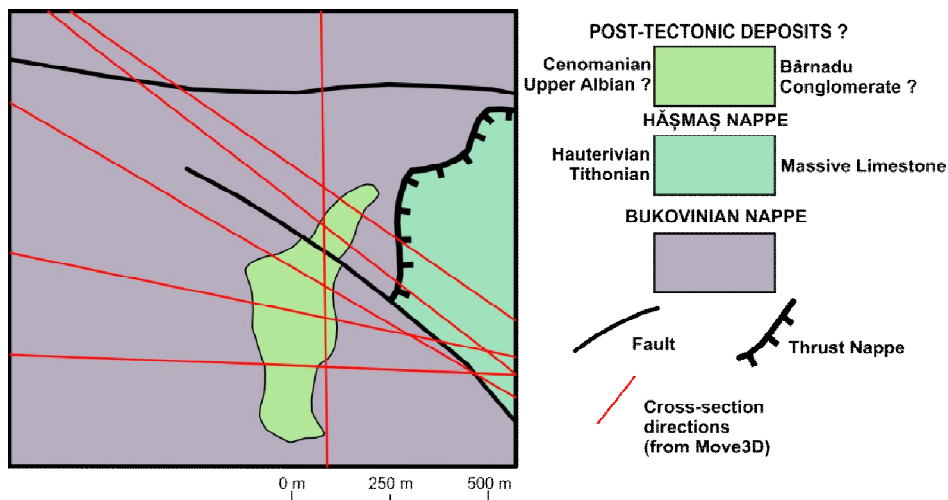 POST-TECTONIC DEPOSITS ?
Cenomanian
Upper Albian ?
Bârnadu
Conglomerate ?
HĂȘMAȘ NAPPE
Hauterivian
Tithonian
Massive Limestone
BUKOVINIAN NAPPE
Fault
Thrust Nappe
Cross-section
directions
(from Move3D)
0 m 250 m 500 m